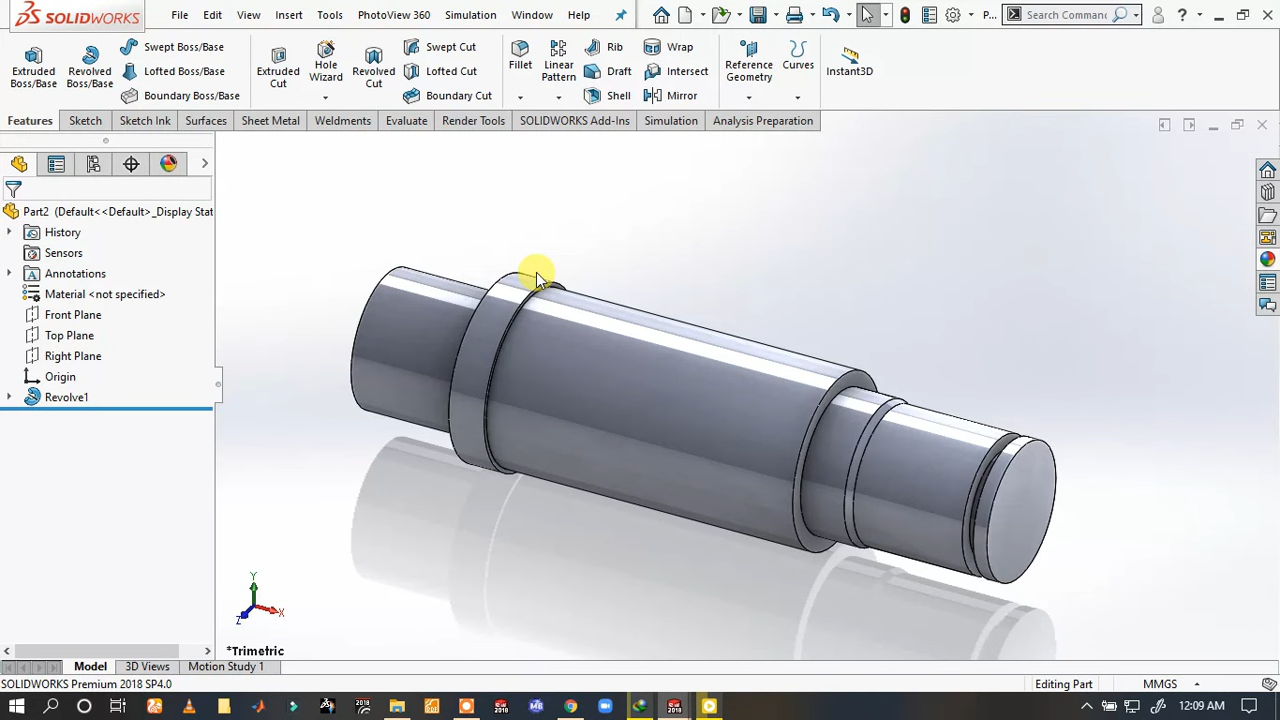 SOLIDWORKS File Edit View Insert Tools PhotoView 360 Simulation Window Help P... Search Commanc ?
Extruded Boss/Base
Revolved Boss/Base
Swept Boss/Base
Lofted Boss/Base
Boundary Boss/Base
Extruded Cut
Hole Wizard
Revolved Cut
Swept Cut
Lofted Cut
Boundary Cut
Fillet
Linear Pattern
Rib
Draft
Shell
Wrap
Intersect
Mirror
Reference Geometry
Curves
Instant3D
Features Sketch Sketch Ink Surfaces Sheet Metal Weldments Evaluate Render Tools SOLIDWORKS Add-Ins Simulation Analysis Preparation
Part2 (Default<<Default>_Display Stat
History
Sensors
Annotations
Material <not specified>
Front Plane
Top Plane
Right Plane
Origin
Revolve1
Y
X
Z
*Trimetric
Model 3D Views Motion Study 1
SOLIDWORKS Premium 2018 SP4.0 Editing Part MMGS
12:09 AM